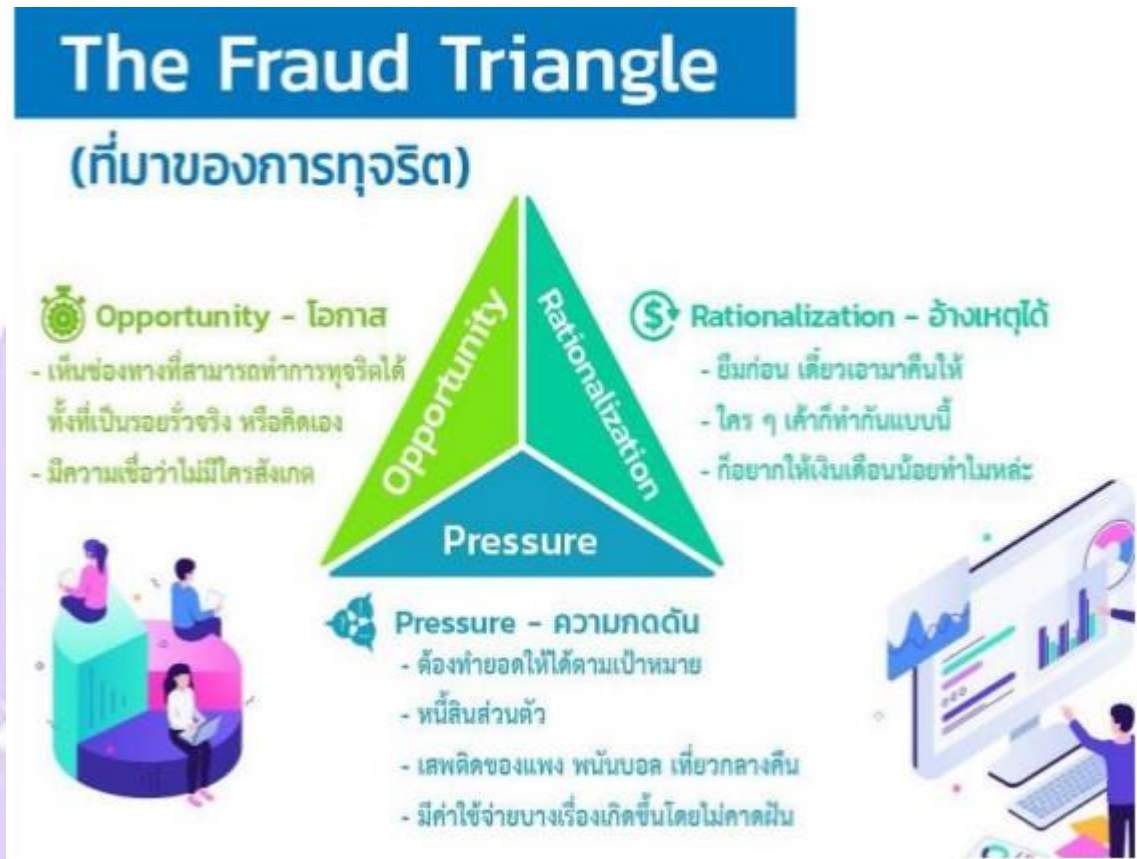 The Fraud Triangle
(ที่มาของการทุจริต)
Opportunity - โอกาส
- เห็นช่องทางที่สามารถทำการทุจริตได้
ทั้งที่เป็นรอยรั่วจริง หรือคิดเอง
- มีความเชื่อว่าไม่มีใครสังเกต
Opportunity
Rationalization
Pressure
Rationalization - อ้างเหตุได้
- ยืมก่อน เดี๋ยวเอามาคืนให้
- ใคร ๆ เค้าก็ทำกันแบบนี้
- ก็อยากให้เงินเดือนน้อยทำไมหล่ะ
Pressure - ความกดดัน
- ต้องทำยอดให้ได้ตามเป้าหมาย
- หนี้สินส่วนตัว
- เสพติดของแพง พนันบอล เที่ยวกลางคืน
- มีค่าใช้จ่ายบางเรื่องเกิดขึ้นโดยไม่คาดฝัน